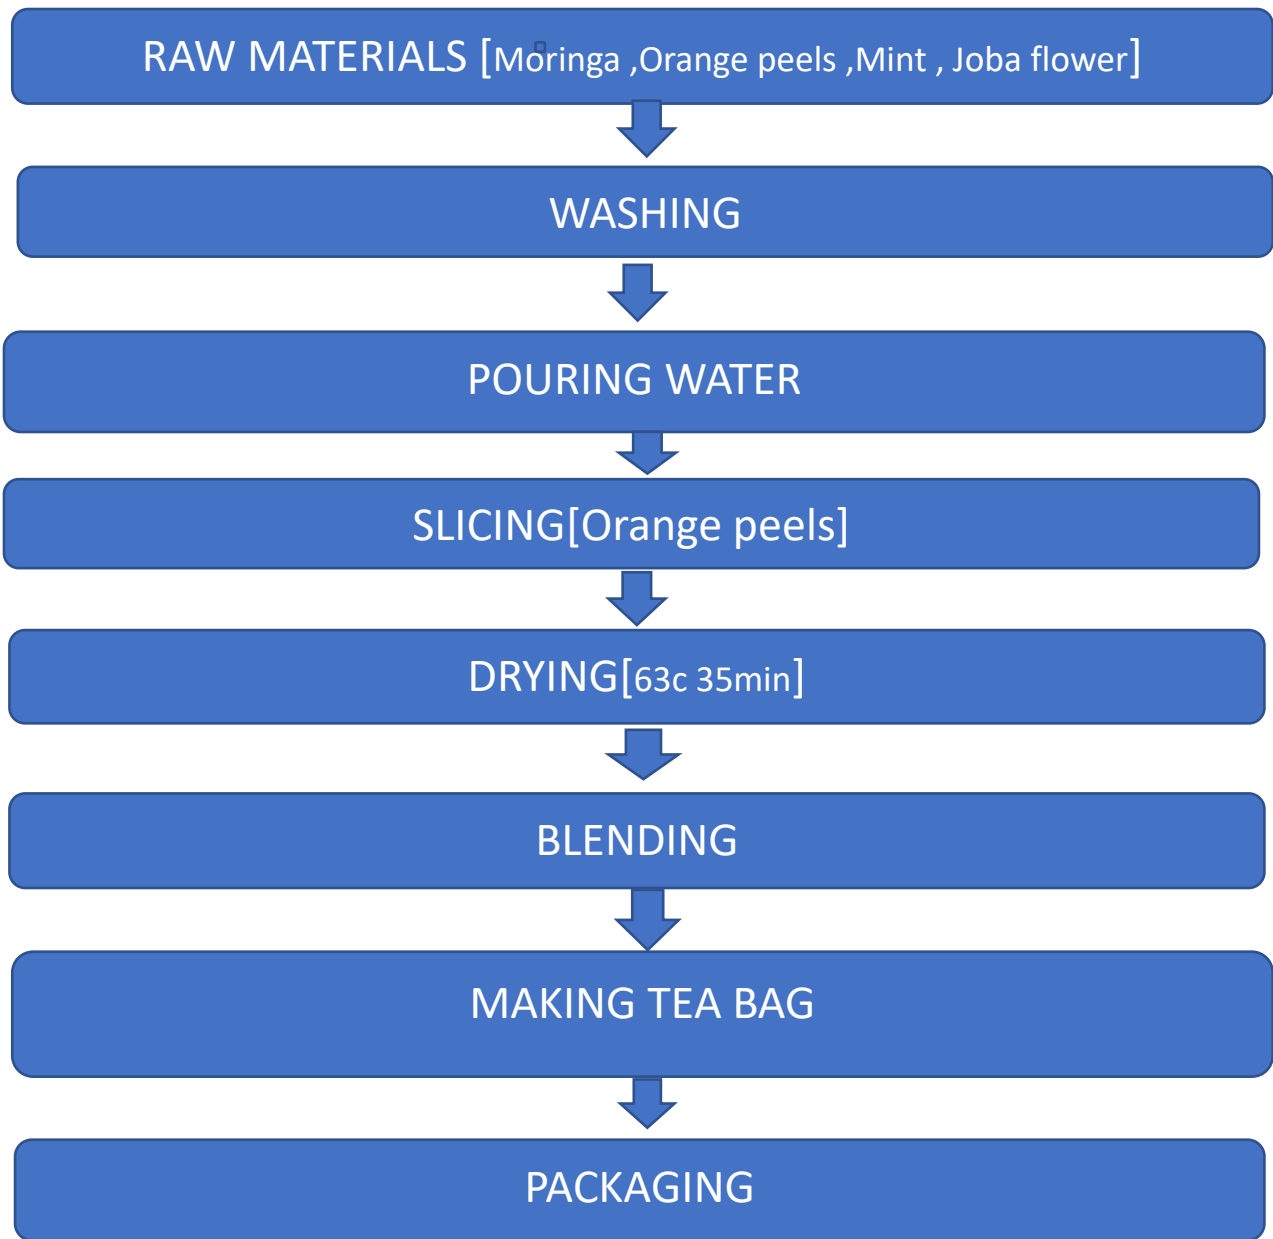 RAW MATERIALS [Moringa ,Orange peels ,Mint , Joba flower]
WASHING
POURING WATER
SLICING[Orange peels]
DRYING[63c 35min]
BLENDING
MAKING TEA BAG
PACKAGING